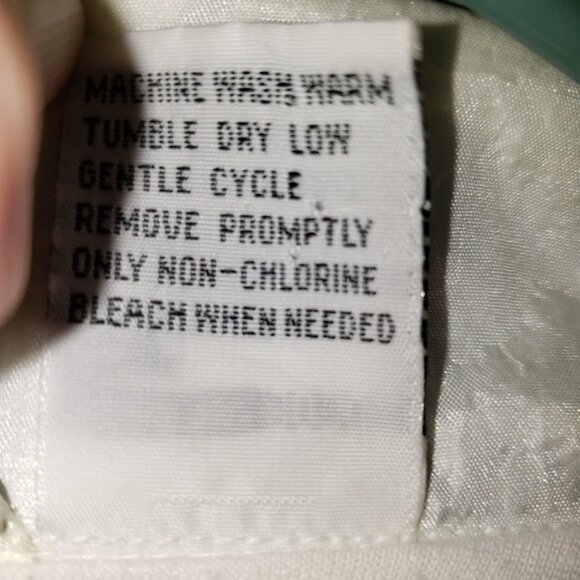 MACHINE WASH WARM
TUMBLE DRY LOW
GENTLE CYCLE
REMOVE PROMPTLY
ONLY NON-CHLORINE
BLEACH WHEN NEEDED